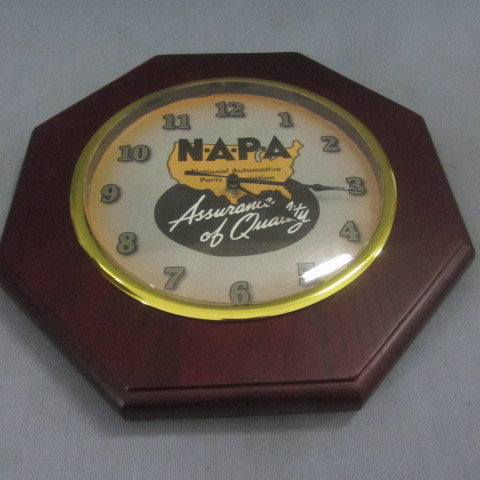 12
11
1
N·A·P·A
10
2
National Automotive
Parts Association
9
3
Assurance
of Quality
8
4
7
5
6